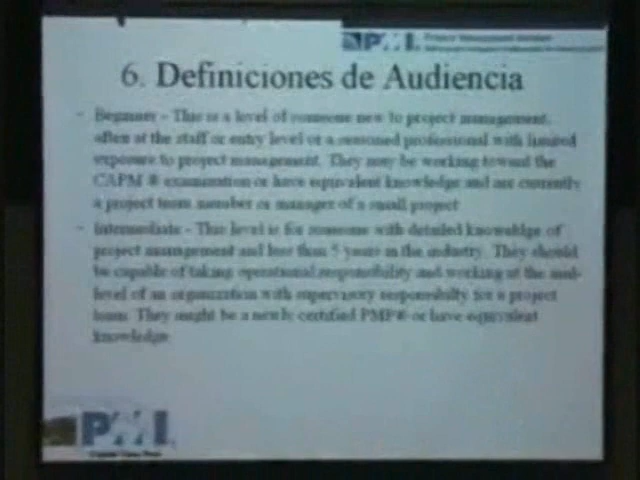 PMI Project Management Institute
6. Definiciones de Audiencia
- Beginner - This is a level of someone new to project management,
often at the staff or entry level or a seasoned professional with limited
exposure to project management. They may be working toward the
CAPM ® examination or have equivalent knowledge and are currently
a project team member or manager of a small project
- Intermediate - This level is for someone with detailed knowledge of
project management and less than 5 years in the industry. They should
be capable of taking operational responsibility and working at the mid-
level of an organization with supervisory responsibility for a project
team. They might be a newly certified PMP® or have equivalent
knowledge
PMI